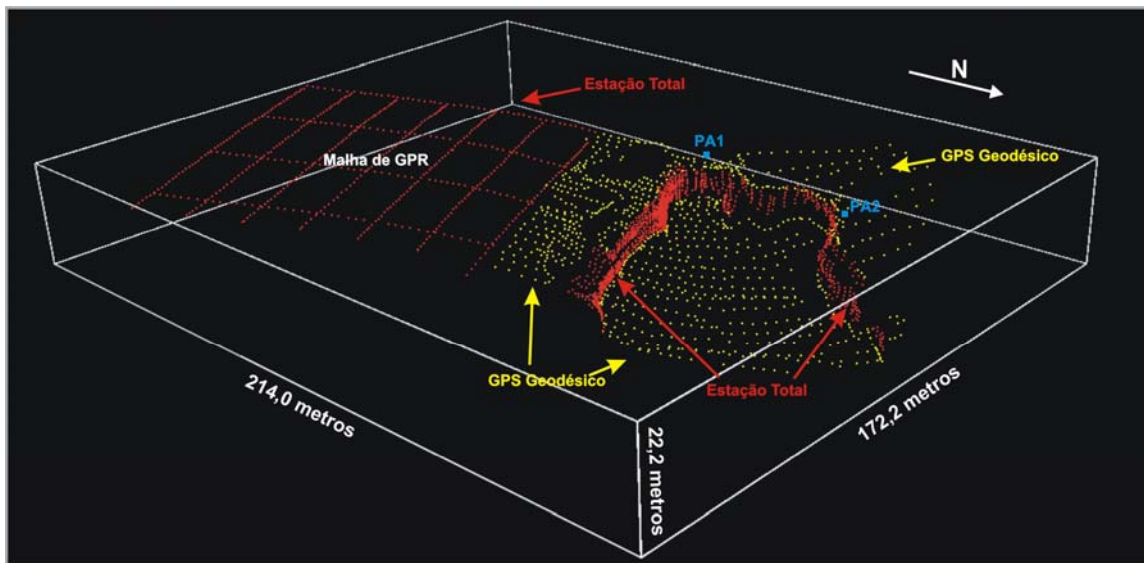 N
Estação Total
PA1
Malha de GPR
GPS Geodésico
PA2
GPS Geodésico
Estação Total
214,0 metros
22,2 metros
172,2 metros